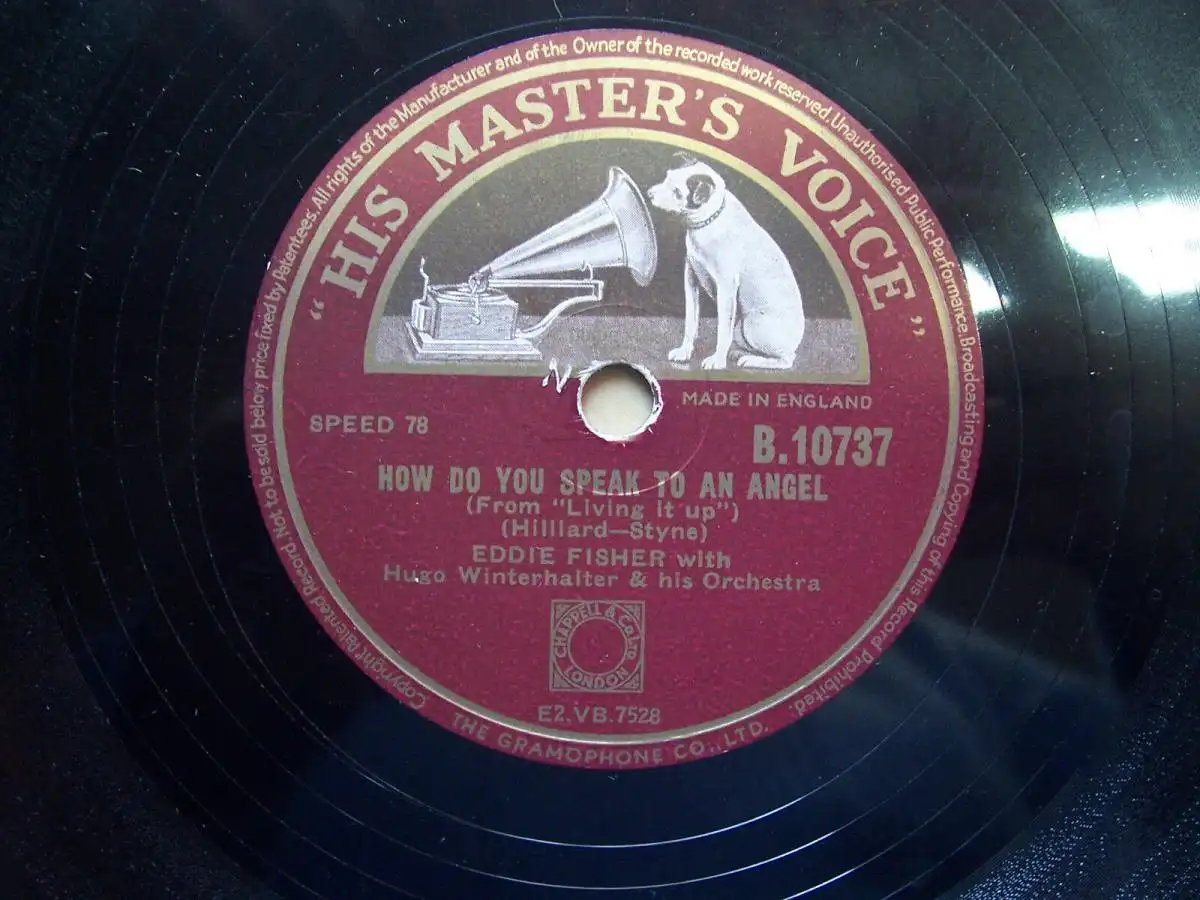 Copyright Patented Record. Not to be sold below price fixed by Patentees. All rights of the Manufacturer and of the Owner of the recorded work reserved. Unauthorised Public Performance. Broadcasting and Copying of this Record Prohibited.
"HIS MASTER'S VOICE"
MADE IN ENGLAND
SPEED 78
B.10737
HOW DO YOU SPEAK TO AN ANGEL
(From "Living it up")
(Hilliard—Styne)
EDDIE FISHER with
Hugo Winterhalter & his Orchestra
CHAPPELL & Co LTD
LONDON
E2.VB.7528
THE GRAMOPHONE CO., LTD.